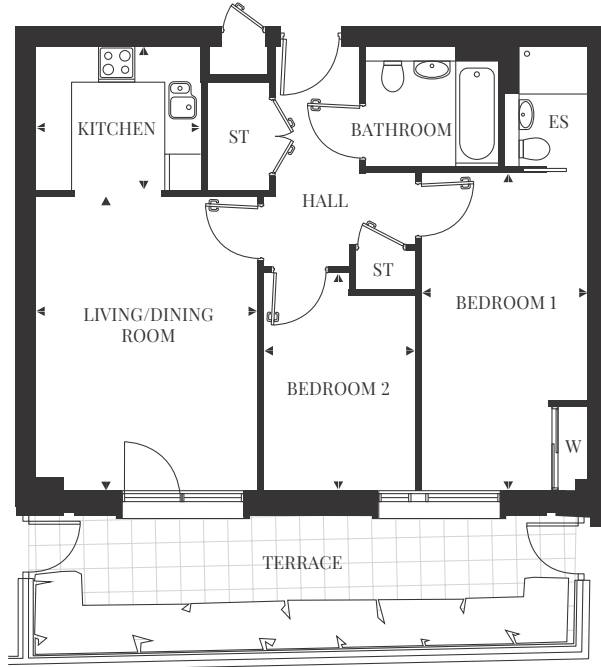 KITCHEN
ST
BATHROOM
ES
HALL
ST
LIVING/DINING
ROOM
BEDROOM 1
BEDROOM 2
W
TERRACE